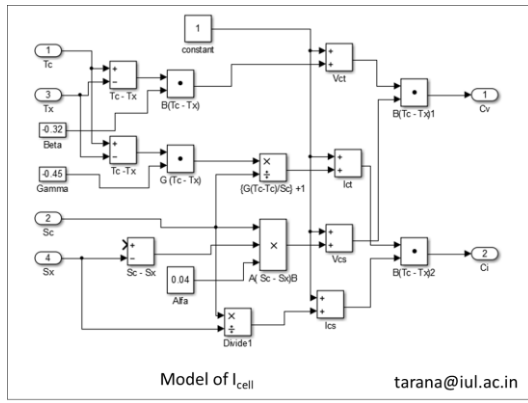 1
constant
1
Tc
Tc - Tx
Vct
3
Tx
B(Tc - Tx)
B(Tc - Tx)1
1
Cv
-0.32
Beta
Tc -Tx
-0.45
Gamma
G (Tc - Tx)
{G(Tc-Tc)/Sc} +1
Ict
2
Sc
Sc - Sx
A( Sc - Sx)B
Vcs
B(Tc - Tx)2
2
Ci
4
Sx
0.04
Alfa
Ics
Divide1
Model of Icell
tarana@iul.ac.in